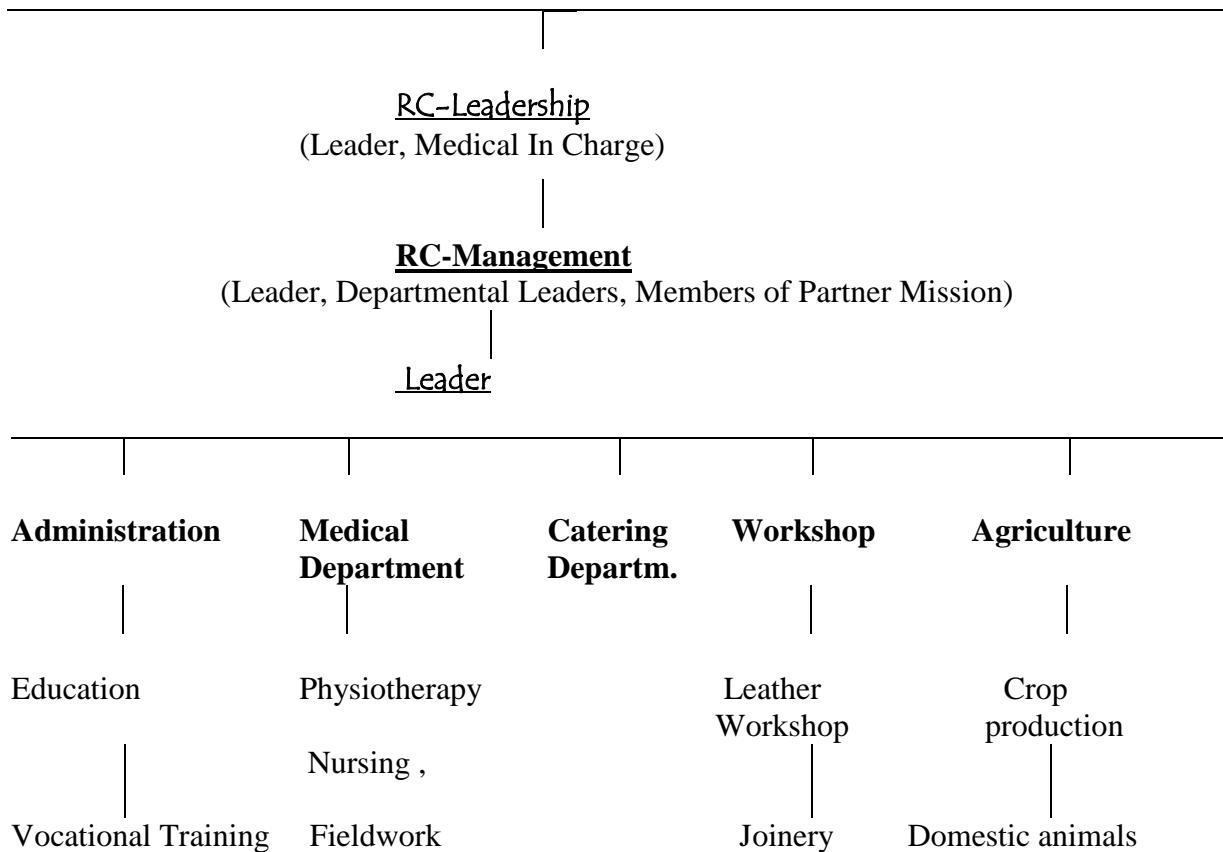 RC-Leadership
(Leader, Medical In Charge)
RC-Management
(Leader, Departmental Leaders, Members of Partner Mission)
Leader
Administration Medical Catering Workshop Agriculture
Department Departm.
Education Physiotherapy Leather Crop
Workshop production
Nursing ,
Vocational Training Fieldwork Joinery Domestic animals